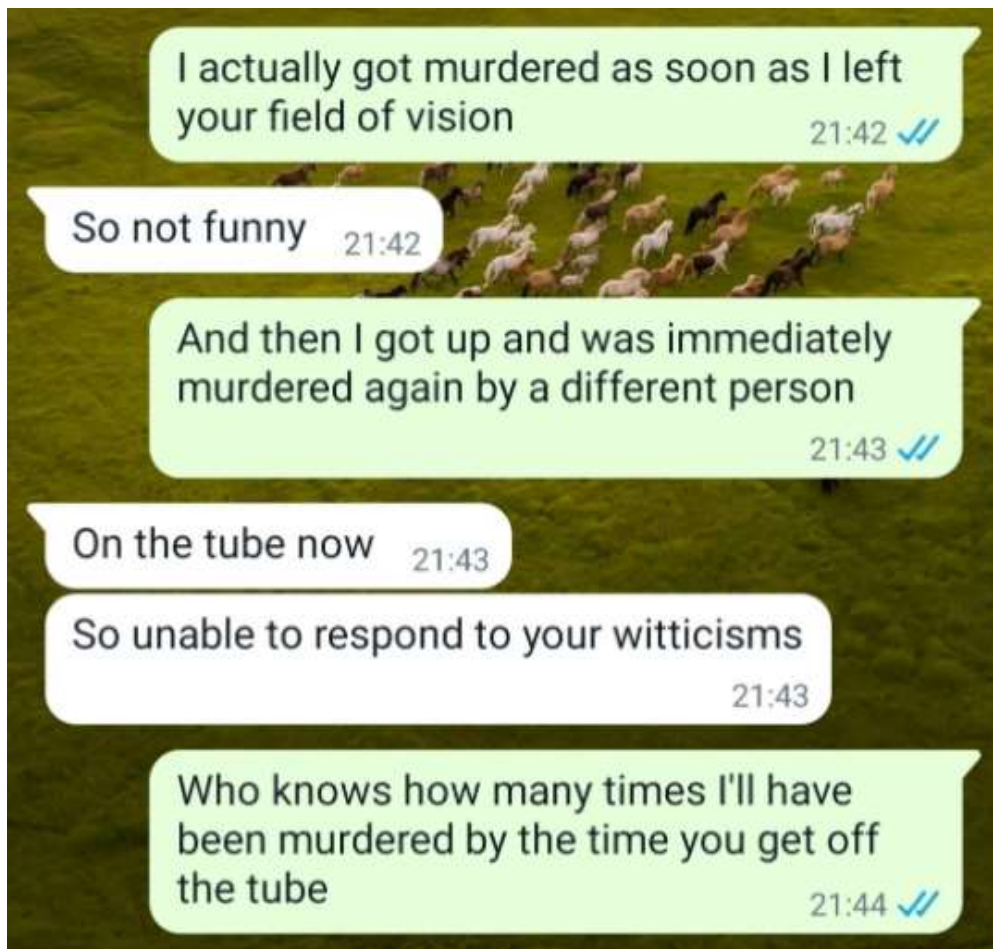 I actually got murdered as soon as I left
your field of vision
21:42
So not funny 21:42
And then I got up and was immediately
murdered again by a different person
21:43
On the tube now 21:43
So unable to respond to your witticisms
21:43
Who knows how many times I'll have
been murdered by the time you get off
the tube
21:44